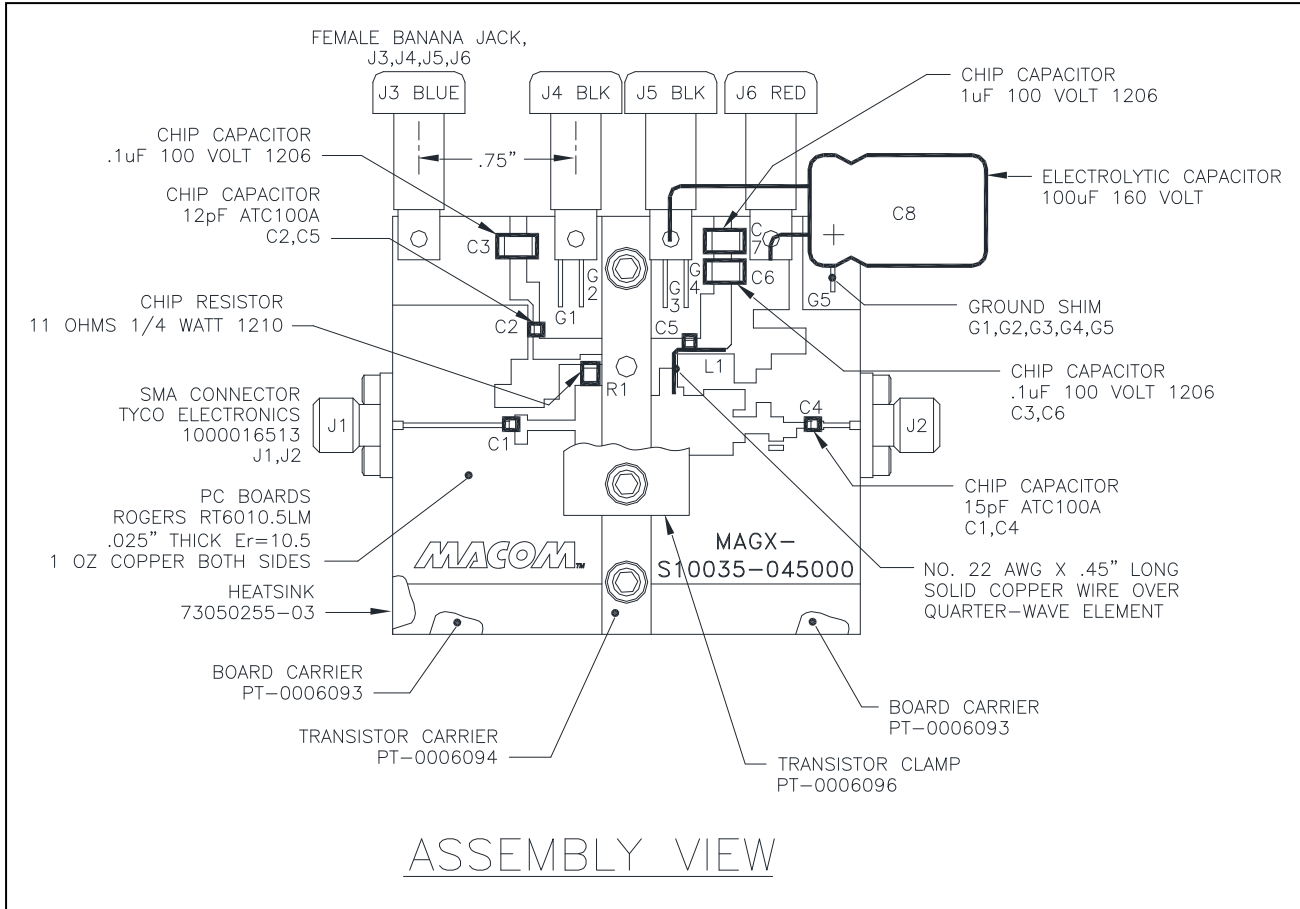 FEMALE BANANA JACK,
J3,J4,J5,J6
J3 BLUE
J4 BLK
J5 BLK
J6 RED
CHIP CAPACITOR
1uF 100 VOLT 1206
CHIP CAPACITOR
.1uF 100 VOLT 1206
.75"
CHIP CAPACITOR
12pF ATC100A
C2,C5
ELECTROLYTIC CAPACITOR
100uF 160 VOLT
C8
+
C3
C7
C6
G2
G1
G3
G4
G5
GROUND SHIM
G1,G2,G3,G4,G5
CHIP RESISTOR
11 OHMS 1/4 WATT 1210
C2
C5
L1
R1
CHIP CAPACITOR
.1uF 100 VOLT 1206
C3,C6
SMA CONNECTOR
TYCO ELECTRONICS
1000016513
J1,J2
J1
C1
C4
J2
CHIP CAPACITOR
15pF ATC100A
C1,C4
PC BOARDS
ROGERS RT6010.5LM
.025" THICK Er=10.5
1 OZ COPPER BOTH SIDES
MACOM™
MAGX-
S10035-045000
NO. 22 AWG X .45" LONG
SOLID COPPER WIRE OVER
QUARTER-WAVE ELEMENT
HEATSINK
73050255-03
BOARD CARRIER
PT-0006093
BOARD CARRIER
PT-0006093
TRANSISTOR CARRIER
PT-0006094
TRANSISTOR CLAMP
PT-0006096
ASSEMBLY VIEW